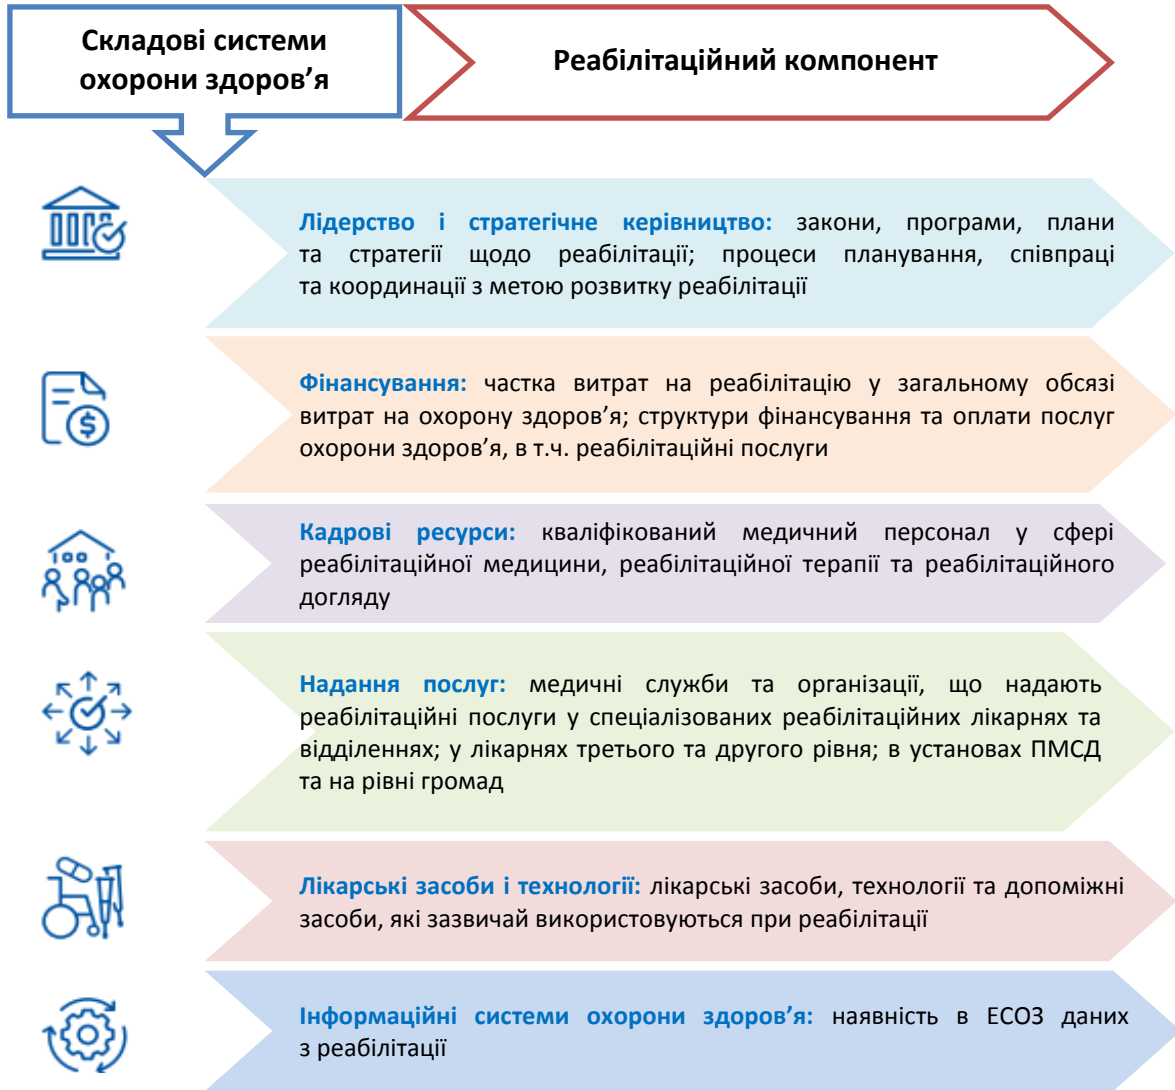 Складові системи
охорони здоров’я
Реабілітаційний компонент
Лідерство і стратегічне керівництво: закони, програми, плани
та стратегії щодо реабілітації; процеси планування, співпраці
та координації з метою розвитку реабілітації
Фінансування: частка витрат на реабілітацію у загальному обсязі
витрат на охорону здоров’я; структури фінансування та оплати послуг
охорони здоров’я, в т.ч. реабілітаційні послуги
Кадрові ресурси: кваліфікований медичний персонал у сфері
реабілітаційної медицини, реабілітаційної терапії та реабілітаційного
догляду
Надання послуг: медичні служби та організації, що надають
реабілітаційні послуги у спеціалізованих реабілітаційних лікарнях та
відділеннях; у лікарнях третього та другого рівня; в установах ПМСД
та на рівні громад
Лікарські засоби і технології: лікарські засоби, технології та допоміжні
засоби, які зазвичай використовуються при реабілітації
Інформаційні системи охорони здоров’я: наявність в ЕСОЗ даних
з реабілітації